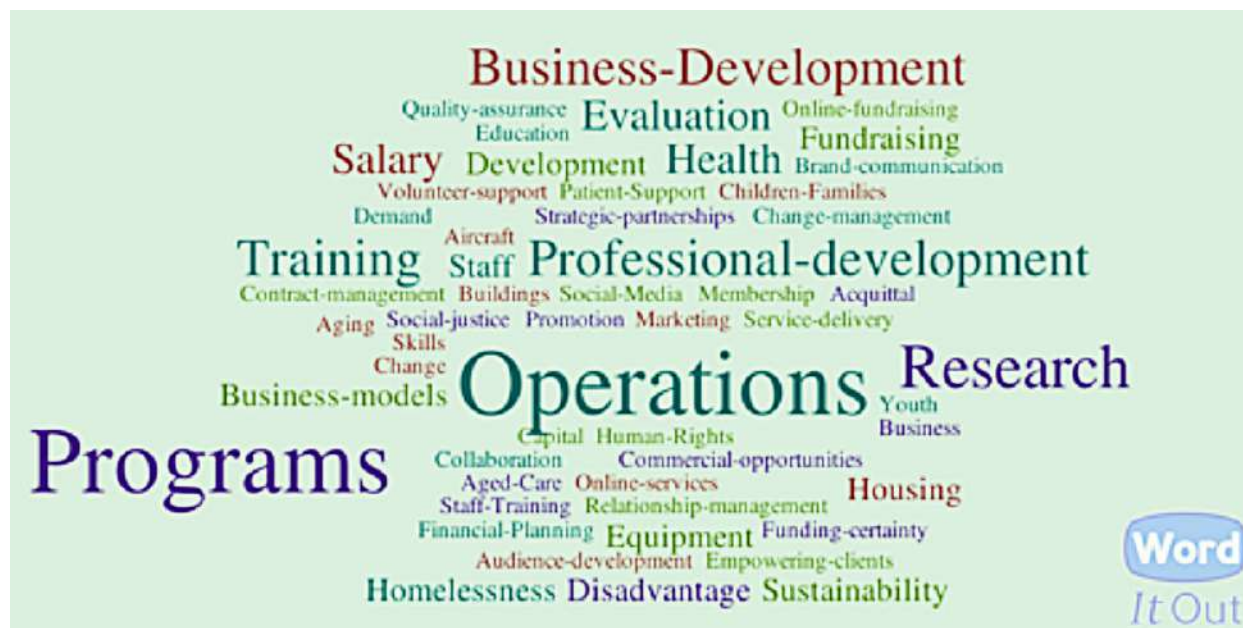 Business-Development
Quality-assurance Evaluation Online-fundraising
Education Fundraising
Salary Development Health Brand-communication
Volunteer-support Patient-Support Children-Families
Demand Strategic-partnerships Change-management
Aircraft
Training Staff Professional-development
Contract-management Buildings Social-Media Membership Acquittal
Aging Social-justice Promotion Marketing Service-delivery
Skills
Change
Business-models Operations Research
Youth
Business
Programs
Capital Human-Rights
Collaboration Commercial-opportunities
Aged-Care Online-services Housing
Staff-Training Relationship-management
Financial-Planning Equipment Funding-certainty
Audience-development Empowering-clients
Homelessness Disadvantage Sustainability
Word
It Out